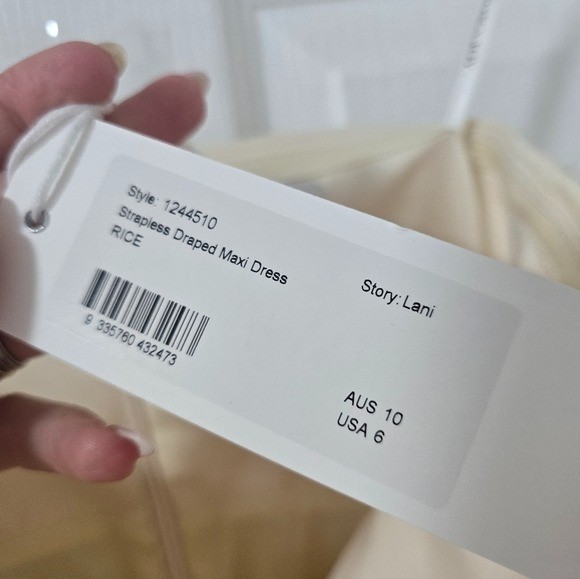 Style: 1244510
Strapless Draped Maxi Dress
RICE
Story: Lani
9 335760 432473
AUS 10
USA 6